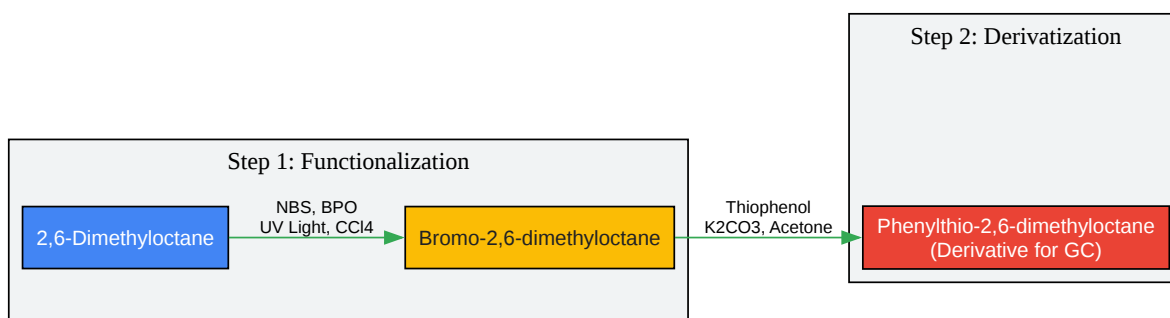 Step 2: Derivatization
Step 1: Functionalization
2,6-Dimethyloctane
NBS, BPO
UV Light, CCl4
Bromo-2,6-dimethyloctane
Thiophenol
K2CO3, Acetone
Phenylthio-2,6-dimethyloctane
(Derivative for GC)